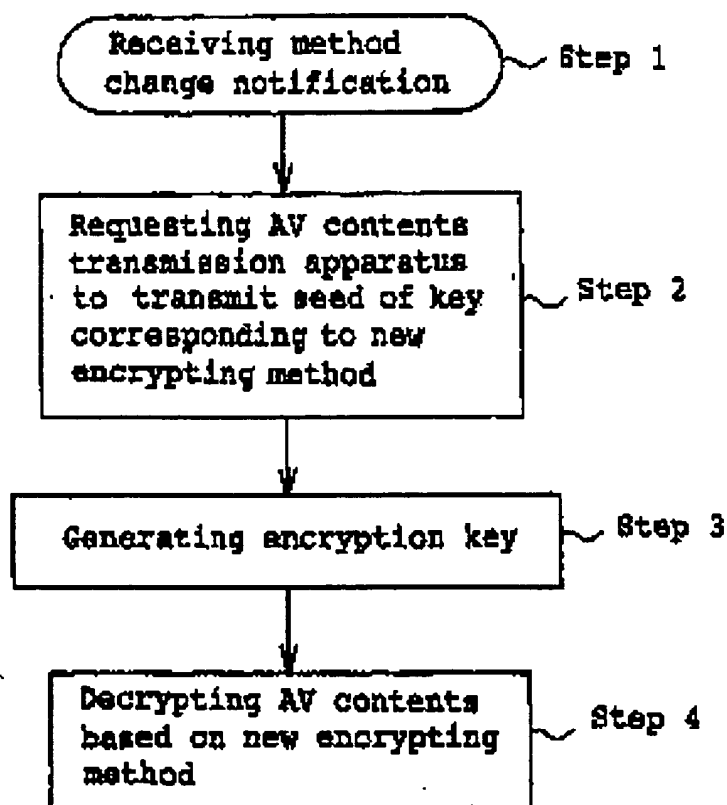 Receiving method
change notification
Step 1
Requesting AV contents
transmission apparatus
to transmit seed of key
corresponding to new
encrypting method
Step 2
Generating encryption key
Step 3
Decrypting AV contents
based on new encrypting
method
Step 4